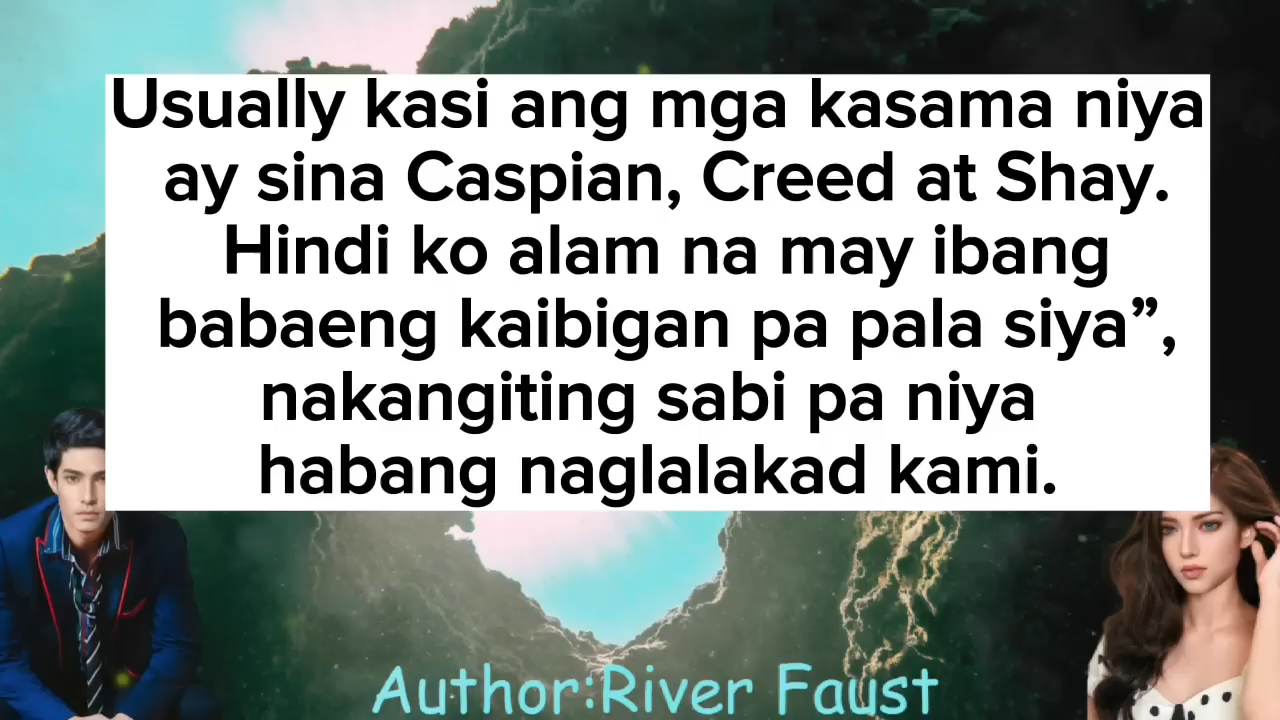 Usually kasi ang mga kasama niya
ay sina Caspian, Creed at Shay.
Hindi ko alam na may ibang
babaeng kaibigan pa pala siya”,
nakangiting sabi pa niya
habang naglalakad kami.
Author:River Faust